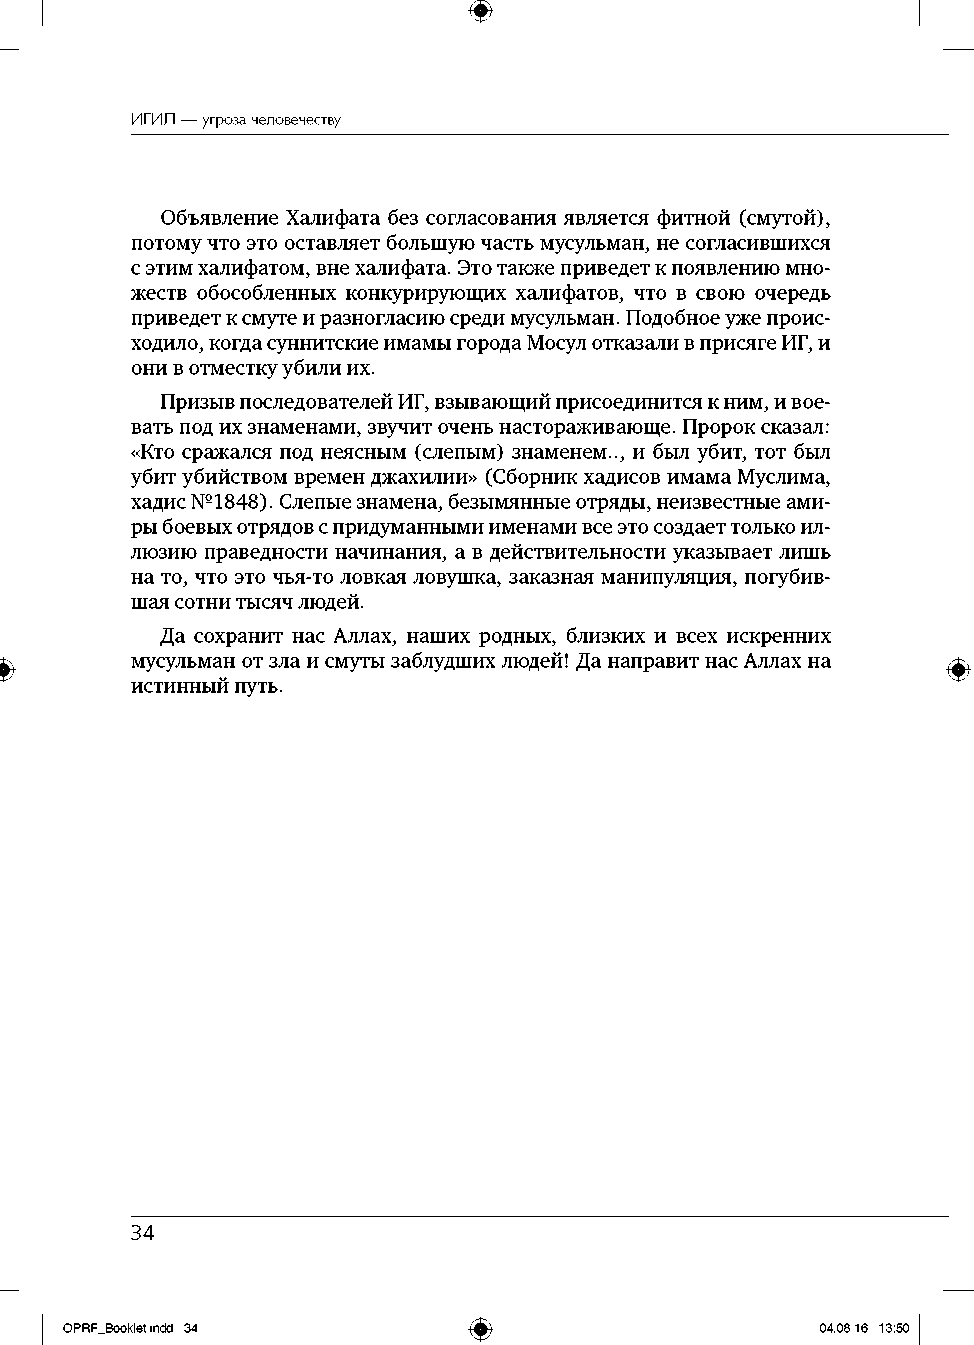 ИГИЛ — угроза человечеству
Объявление Халифата без согласования является фитной (смутой),
потому что это оставляет большую часть мусульман, не согласившихся
с этим халифатом, вне халифата. Это также приведет к появлению мно-
жеств обособленных конкурирующих халифатов, что в свою очередь
приведет к смуте и разногласию среди мусульман. Подобное уже проис-
ходило, когда суннитские имамы города Мосул отказали в присяге ИГ, и
они в отместку убили их.
Призыв последователей ИГ, взывающий присоединится к ним, и вое-
вать под их знаменами, звучит очень настораживающе. Пророк сказал:
«Кто сражался под неясным (слепым) знаменем.., и был убит, тот был
убит убийством времен джахилии» (Сборник хадисов имама Муслима,
хадис №1848). Слепые знамена, безымянные отряды, неизвестные ами-
ры боевых отрядов с придуманными именами все это создает только ил-
люзию праведности начинания, а в действительности указывает лишь
на то, что это чья-то ловкая ловушка, заказная манипуляция, погубив-
шая сотни тысяч людей.
Да сохранит нас Аллах, наших родных, близких и всех искренних
мусульман от зла и смуты заблудших людей! Да направит нас Аллах на
истинный путь.
34
OPRF_Booklet.indd 34
04.08.16 13:50